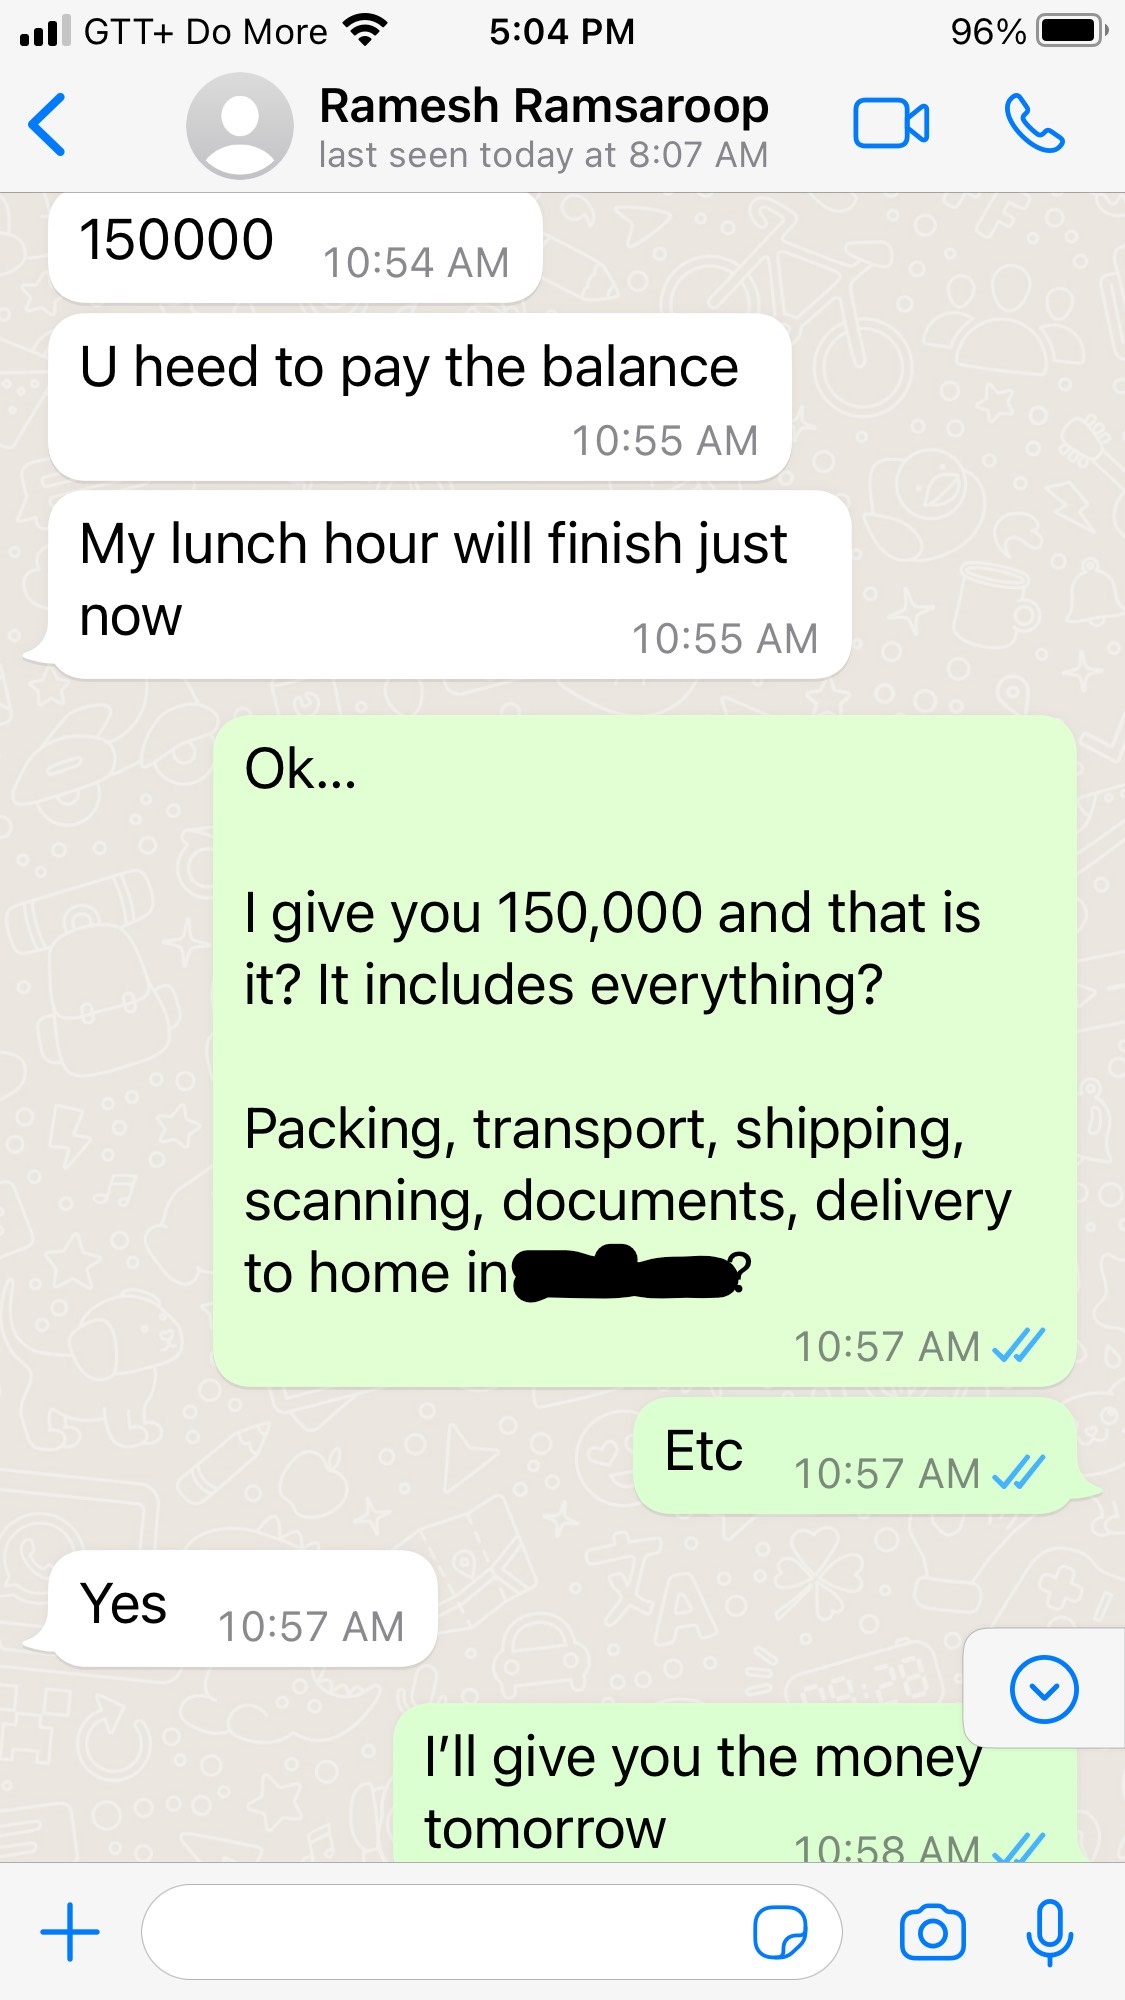 GTT+ Do More 5:04 PM 96%
Ramesh Ramsaroop
last seen today at 8:07 AM
150000 10:54 AM
U heed to pay the balance
10:55 AM
My lunch hour will finish just
now 10:55 AM
Ok...
I give you 150,000 and that is
it? It includes everything?
Packing, transport, shipping,
scanning, documents, delivery
to home in ?
10:57 AM
Etc 10:57 AM
Yes 10:57 AM
I'll give you the money
tomorrow 10:58 AM